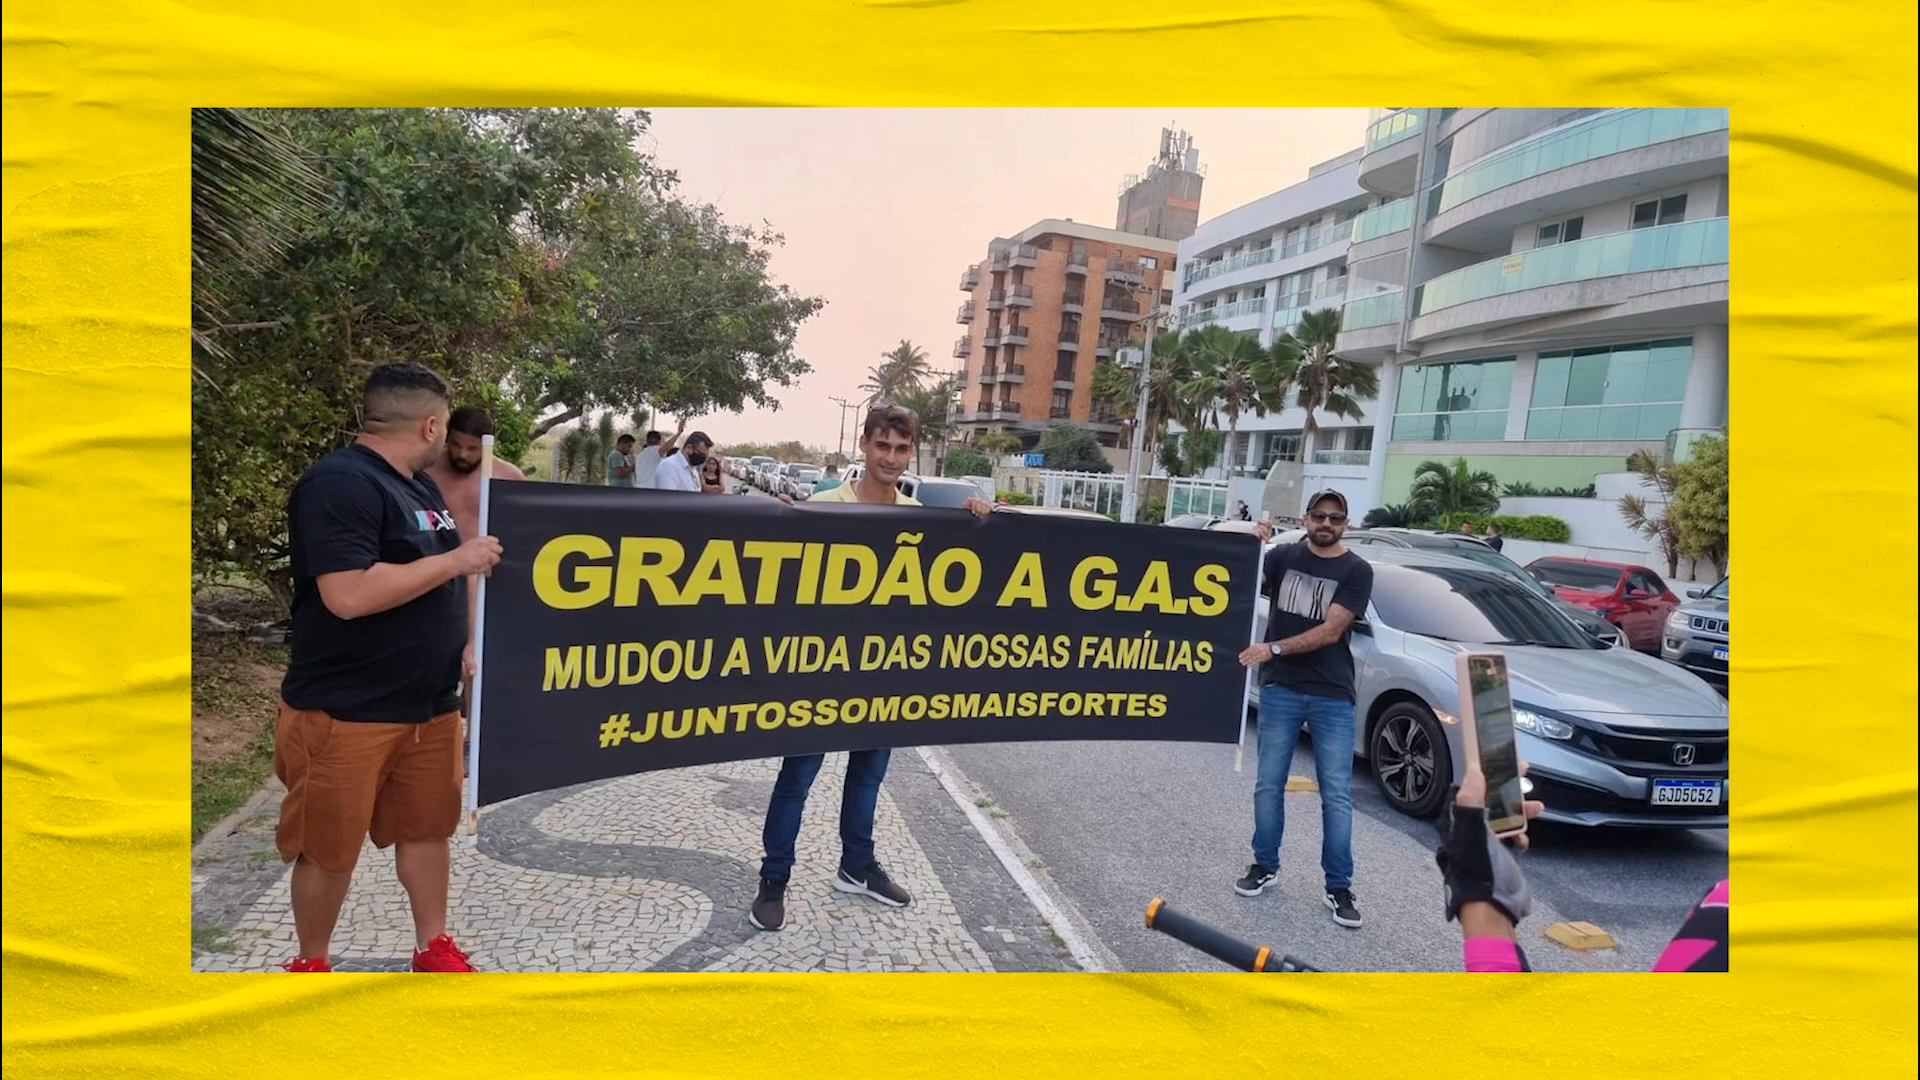 GRATIDÃO A G.A.S
MUDOU A VIDA DAS NOSSAS FAMÍLIAS
#JUNTOSSOMOSMAISFORTES
GJD5C52